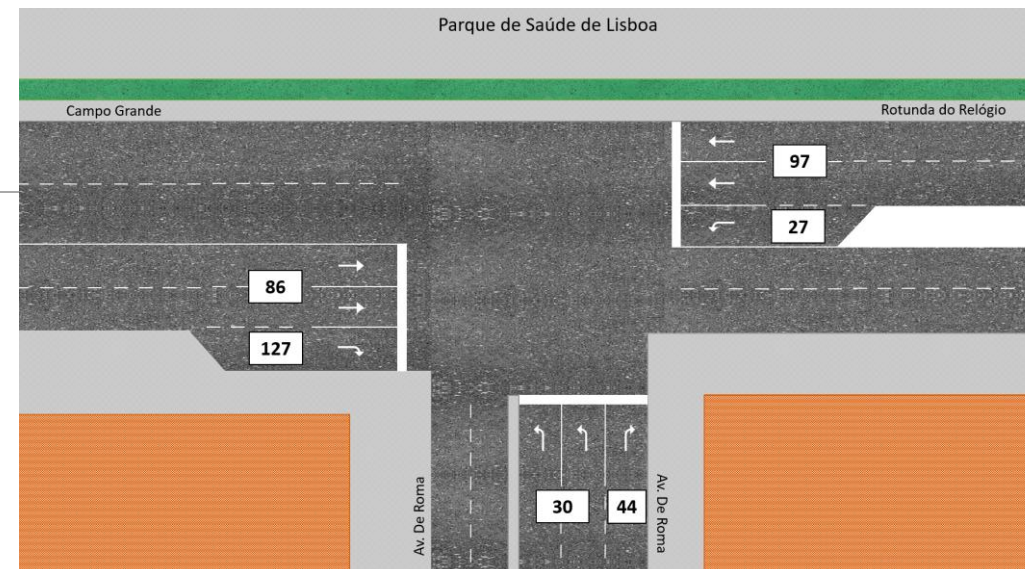 Parque de Saúde de Lisboa
Campo Grande
Rotunda do Relógio
97
27
86
127
30
44
Av. De Roma
Av. De Roma